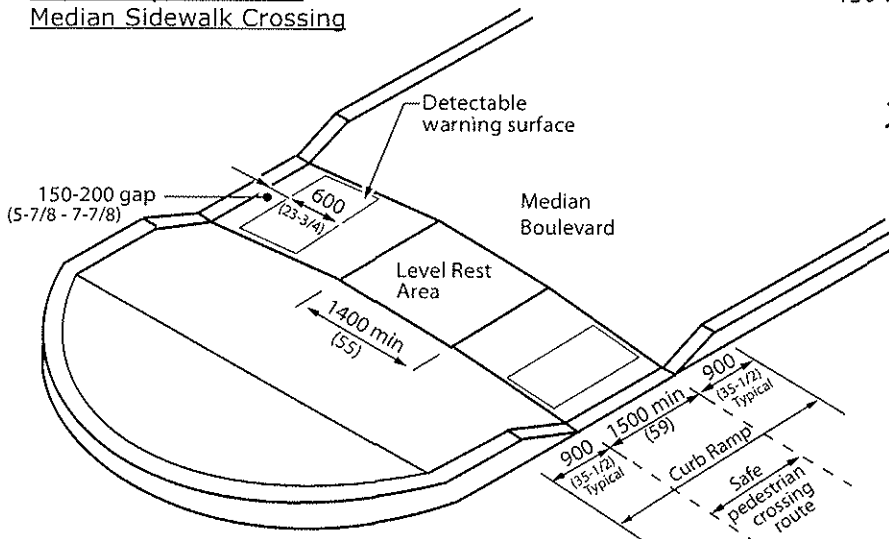 Median Sidewalk Crossing
Detectable
warning surface
150-200 gap
(5-7/8 - 7-7/8)
600
(23-3/4)
Median
Boulevard
Level Rest
Area
1400 min
(55)
900
(35-1/2)
Typical
1500 min
(59)
900
(35-1/2)
Typical
Curb Ramp
Safe
pedestrian
crossing
route